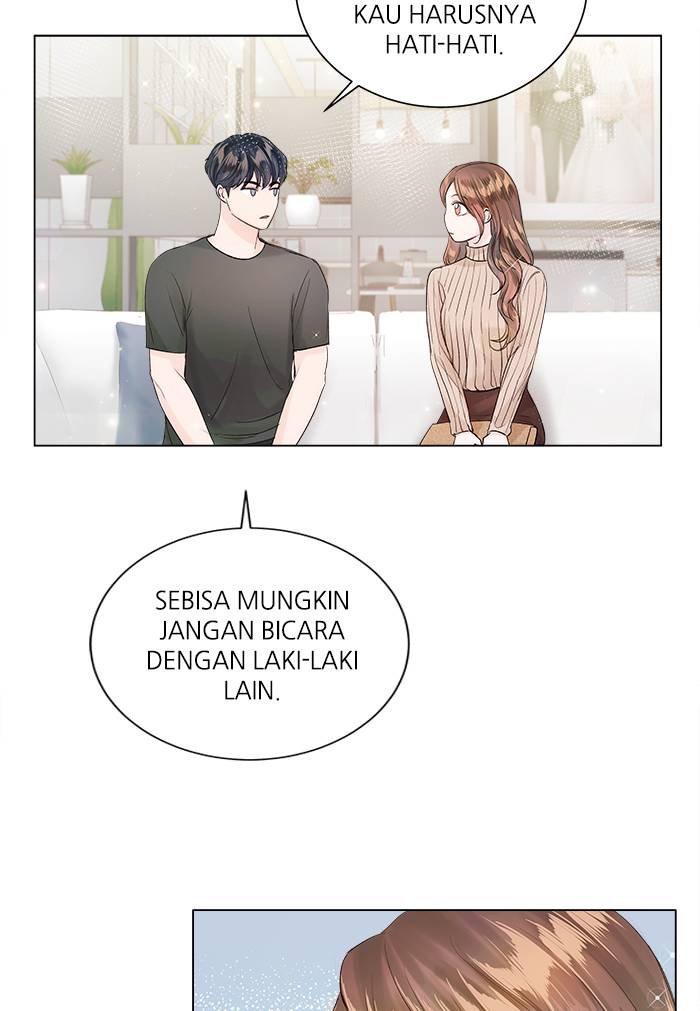 KAU HARUSNYA
HATI-HATI.
SEBISA MUNGKIN
JANGAN BICARA
DENGAN LAKI-LAKI
LAIN.